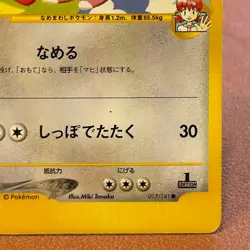 なめまわしポケモン：身長1.2m、体重65.5kg
なめる
投げ、「おもて」なら、相手を「マヒ」状態にする。
しっぽでたたく 30
抵抗力 にげる
©Pokémon Illus. Miki Tanaka 017/141 ●
1 EDITION